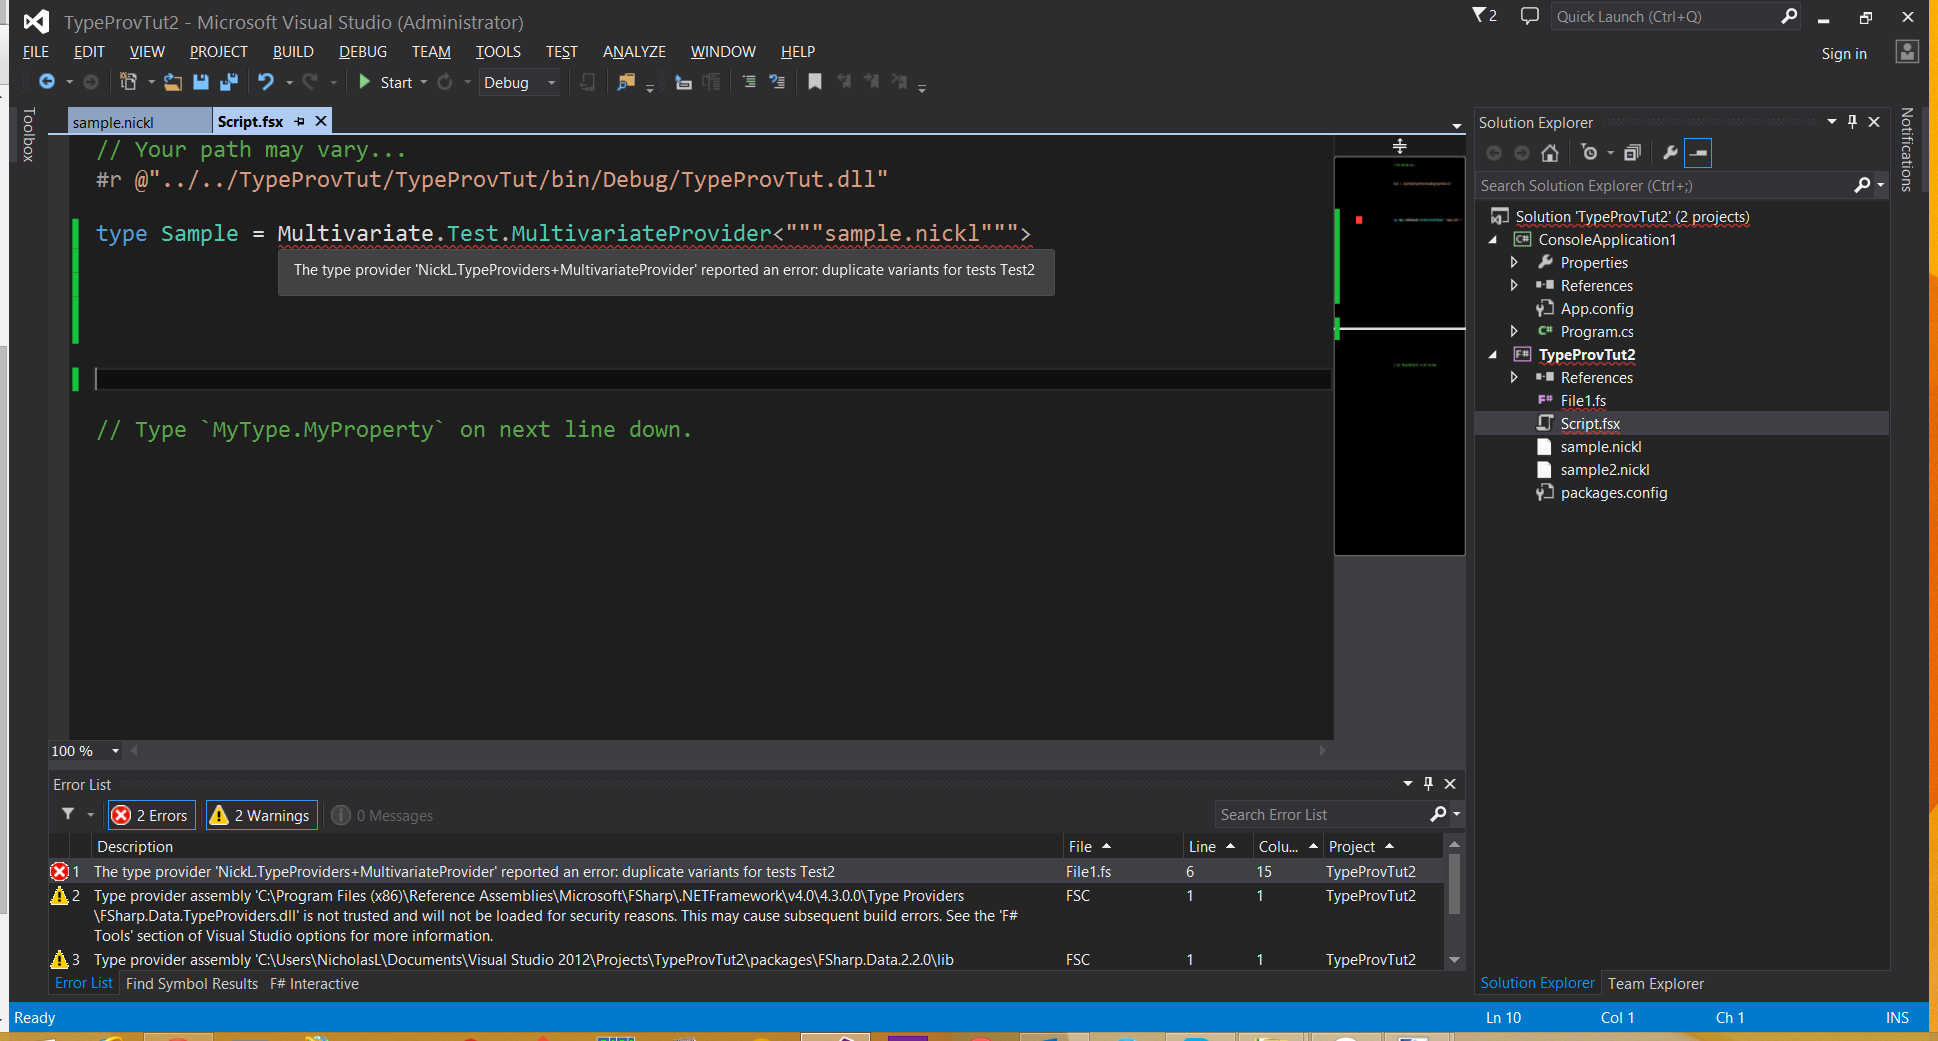 TypeProvTut2 - Microsoft Visual Studio (Administrator)
2
Quick Launch (Ctrl+Q)
FILE EDIT VIEW PROJECT BUILD DEBUG TEAM TOOLS TEST ANALYZE WINDOW HELP
Sign in
Start Debug
Toolbox
sample.nickl Script.fsx
// Your path may vary...
#r @"../../TypeProvTut/TypeProvTut/bin/Debug/TypeProvTut.dll"
type Sample = Multivariate.Test.MultivariateProvider<"""sample.nickl""">
The type provider 'NickL.TypeProviders+MultivariateProvider' reported an error: duplicate variants for tests Test2
// Type `MyType.MyProperty` on next line down.
100 %
Solution Explorer
Notifications
Search Solution Explorer (Ctrl+;)
Solution 'TypeProvTut2' (2 projects)
C# ConsoleApplication1
Properties
References
App.config
C# Program.cs
F# TypeProvTut2
References
F# File1.fs
Script.fsx
sample.nickl
sample2.nickl
packages.config
Error List
2 Errors 2 Warnings 0 Messages
Search Error List
Description File Line Colu... Project
1 The type provider 'NickL.TypeProviders+MultivariateProvider' reported an error: duplicate variants for tests Test2 File1.fs 6 15 TypeProvTut2
2 Type provider assembly 'C:\Program Files (x86)\Reference Assemblies\Microsoft\FSharp\.NETFramework\v4.0\4.3.0.0\Type Providers FSC 1 1 TypeProvTut2
\FSharp.Data.TypeProviders.dll' is not trusted and will not be loaded for security reasons. This may cause subsequent build errors. See the 'F#
Tools' section of Visual Studio options for more information.
3 Type provider assembly 'C:\Users\NicholasL\Documents\Visual Studio 2012\Projects\TypeProvTut2\packages\FSharp.Data.2.2.0\lib FSC 1 1 TypeProvTut2
Error List Find Symbol Results F# Interactive
Solution Explorer Team Explorer
Ready
Ln 10 Col 1 Ch 1 INS